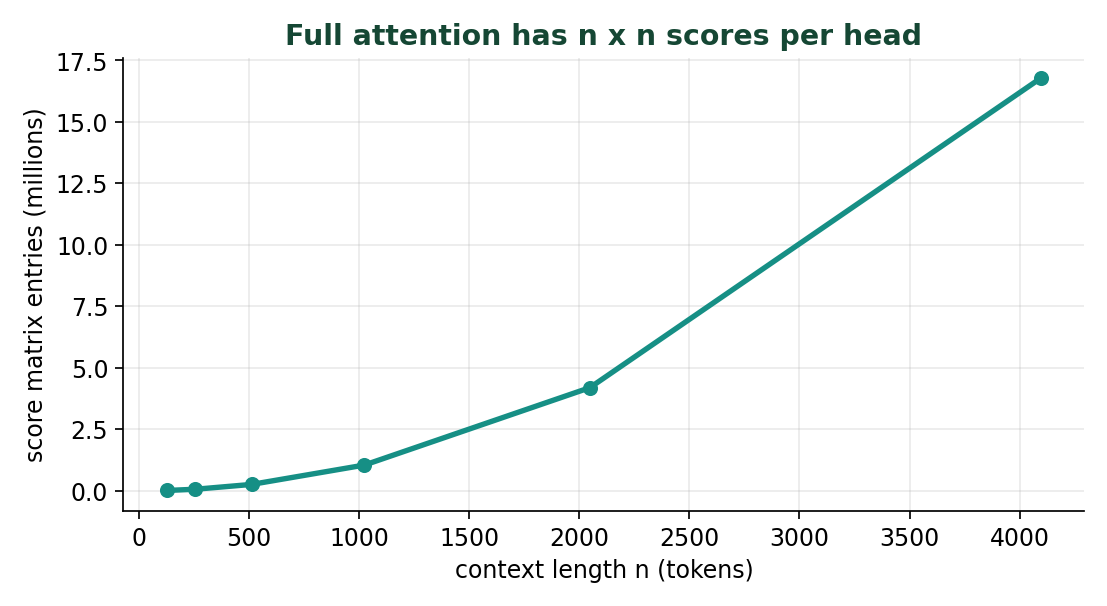 Full attention has n x n scores per head
score matrix entries (millions)
17.5
15.0
12.5
10.0
7.5
5.0
2.5
0.0
0 500 1000 1500 2000 2500 3000 3500 4000
context length n (tokens)